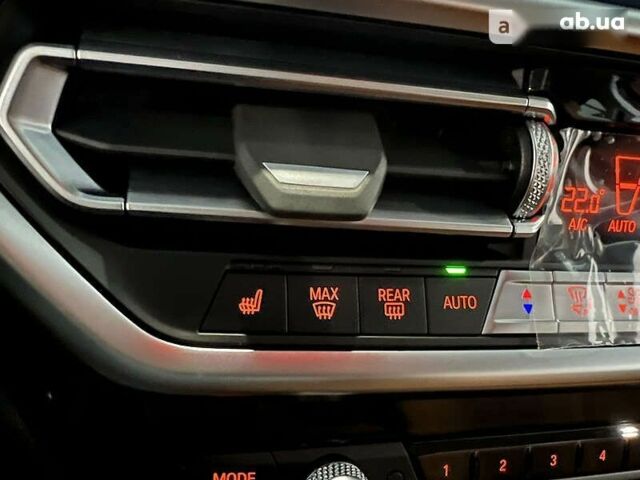 a ab.ua
22.0°
A/C AUTO
MAX REAR AUTO
MODE 1 2 3 4